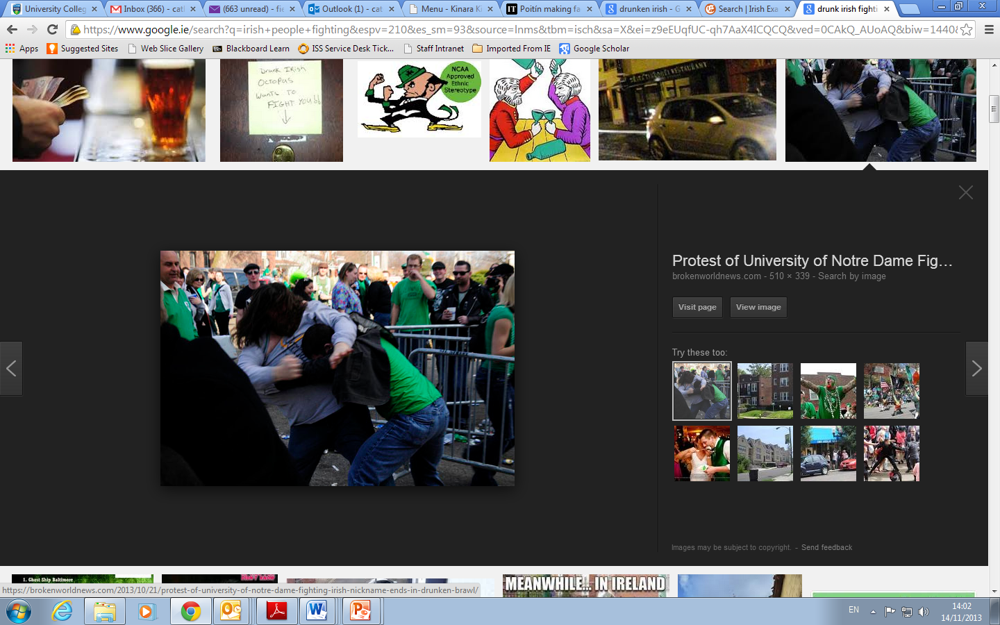 University Colleg
Inbox (366) - catl
(663 unread) - fie
Outlook (1) - cat
Menu - Kinara Ki
Poitín making fa
drunken irish - G
Search | Irish Exa
drunk irish fighti
https://www.google.ie/search?q=irish+people+fighting&espv=210&es_sm=93&source=lnms&tbm=isch&sa=X&ei=z9eEUqfUC-qh7AaX4ICQCQ&ved=0CAkQ_AUoAQ&biw=1440&
Apps
Suggested Sites
Web Slice Gallery
Bb
Blackboard Learn
ISS Service Desk Tick...
Staff Intranet
Imported From IE
Google Scholar
Drunk Irish
Octopus
Wants to
FIGHT YOU
NCAA
Approved
Ethnic
Stereotype
RESTAURANT
Protest of University of Notre Dame Fig...
brokenworldnews.com - 510 × 339 - Search by image
Visit page
View image
Try these too:
Images may be subject to copyright. - Send feedback
1. Ghost Ship Baltimore
MEANWHILE... IN IRELAND
https://brokenworldnews.com/2013/10/21/protest-of-university-of-notre-dame-fighting-irish-nickname-ends-in-drunken-brawl/
EN
14:02
14/11/2013